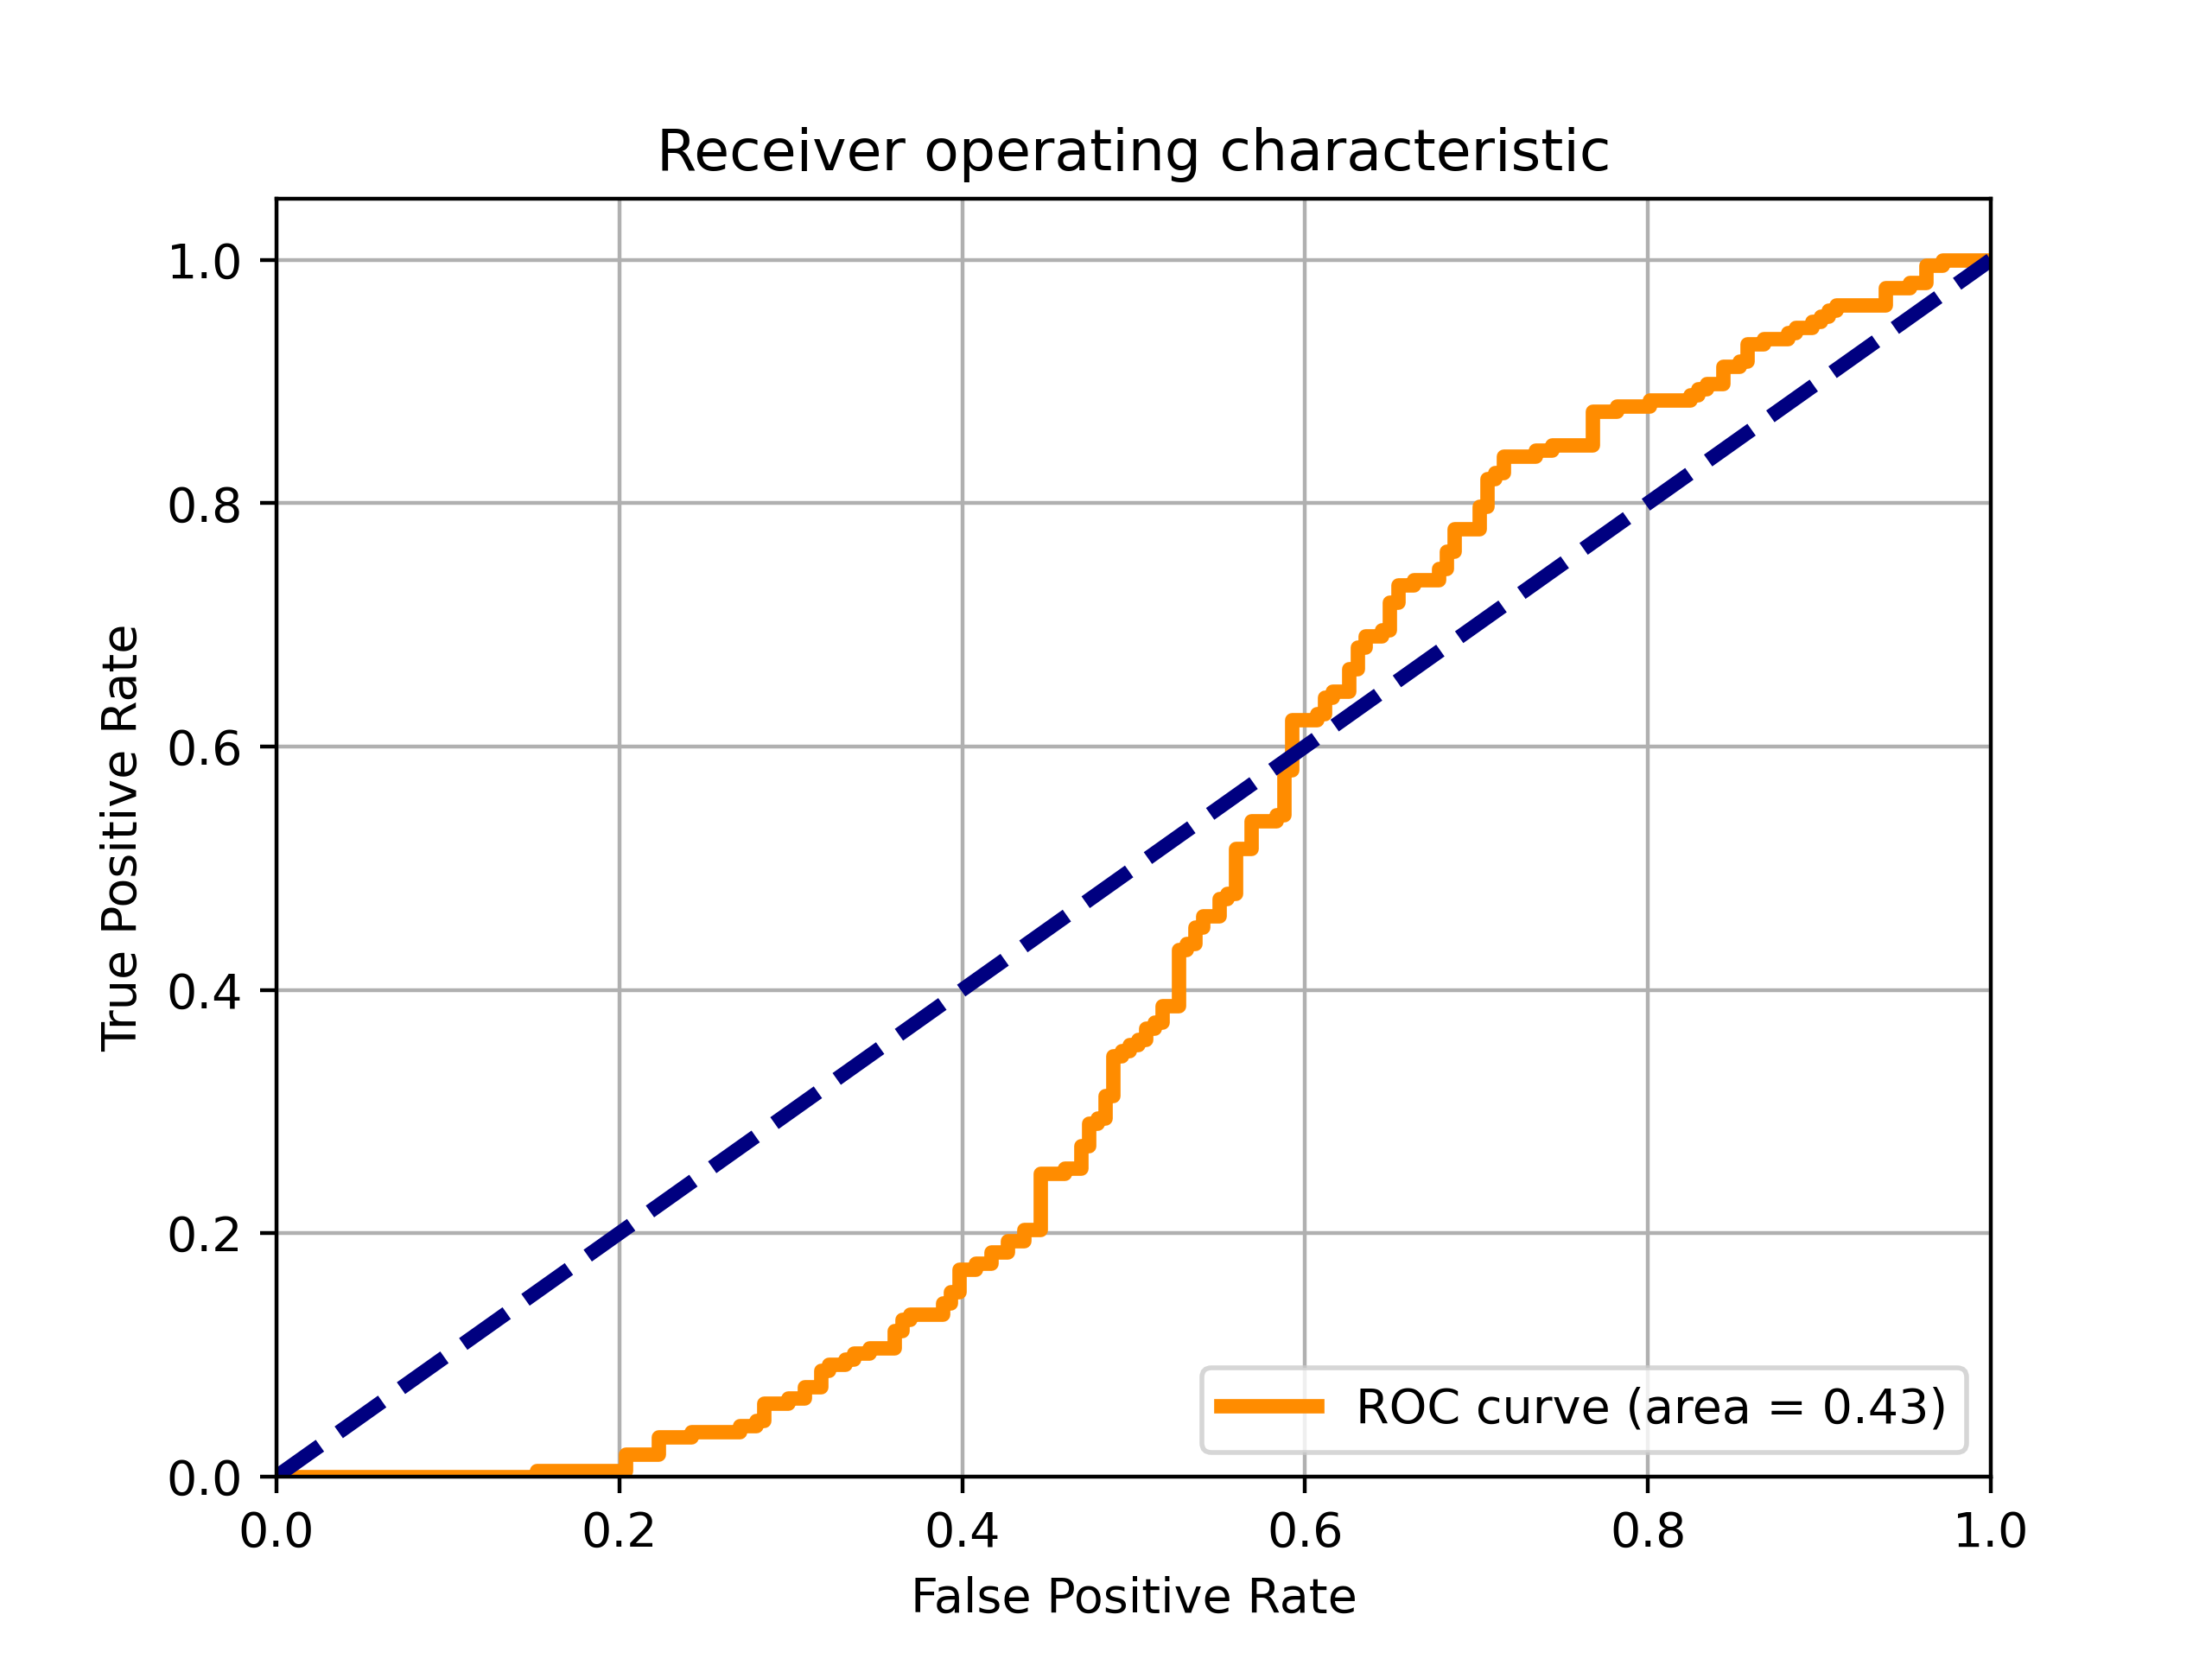 Receiver operating characteristic
1.0
0.8
0.6
0.4
0.2
0.0
True Positive Rate
ROC curve (area = 0.43)
0.0 0.2 0.4 0.6 0.8 1.0
False Positive Rate